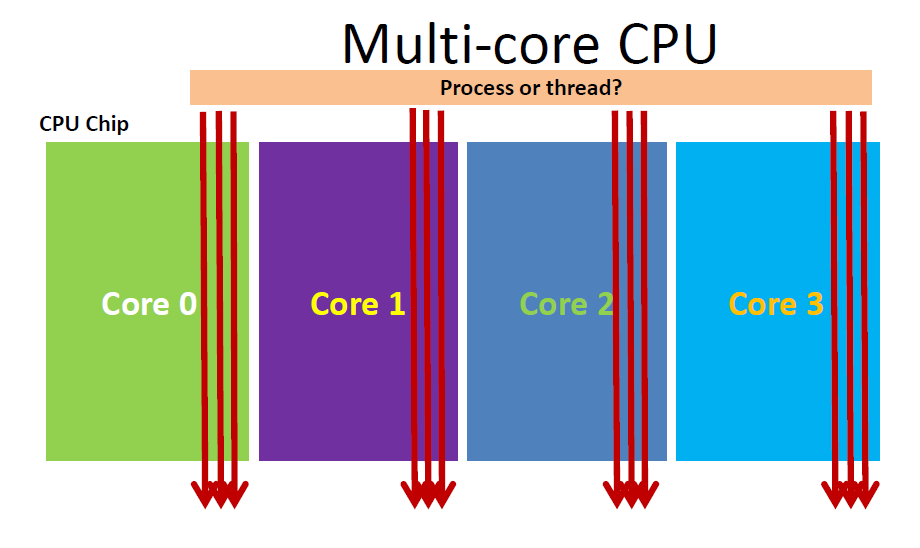 Multi-core CPU
Process or thread?
CPU Chip
Core 0
Core 1
Core 2
Core 3